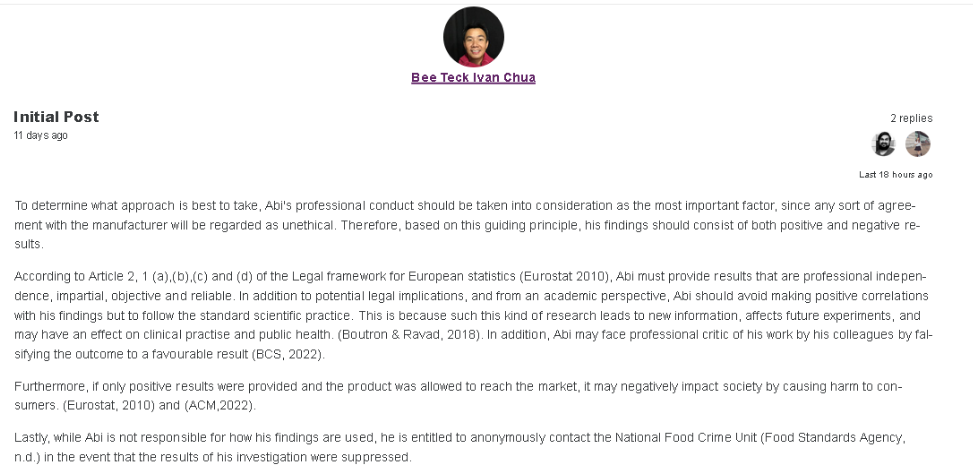 Bee Teck Ivan Chua
Initial Post
11 days ago
2 replies
Last 18 hours ago
To determine what approach is best to take, Abi's professional conduct should be taken into consideration as the most important factor, since any sort of agree-
ment with the manufacturer will be regarded as unethical. Therefore, based on this guiding principle, his findings should consist of both positive and negative re-
sults.
According to Article 2, 1 (a),(b),(c) and (d) of the Legal framework for European statistics (Eurostat 2010), Abi must provide results that are professional indepen-
dence, impartial, objective and reliable. In addition to potential legal implications, and from an academic perspective, Abi should avoid making positive correlations
with his findings but to follow the standard scientific practice. This is because such this kind of research leads to new information, affects future experiments, and
may have an effect on clinical practise and public health. (Boutron & Ravad, 2018). In addition, Abi may face professional critic of his work by his colleagues by fal-
sifying the outcome to a favourable result (BCS, 2022).
Furthermore, if only positive results were provided and the product was allowed to reach the market, it may negatively impact society by causing harm to con-
sumers. (Eurostat, 2010) and (ACM,2022).
Lastly, while Abi is not responsible for how his findings are used, he is entitled to anonymously contact the National Food Crime Unit (Food Standards Agency,
n.d.) in the event that the results of his investigation were suppressed.